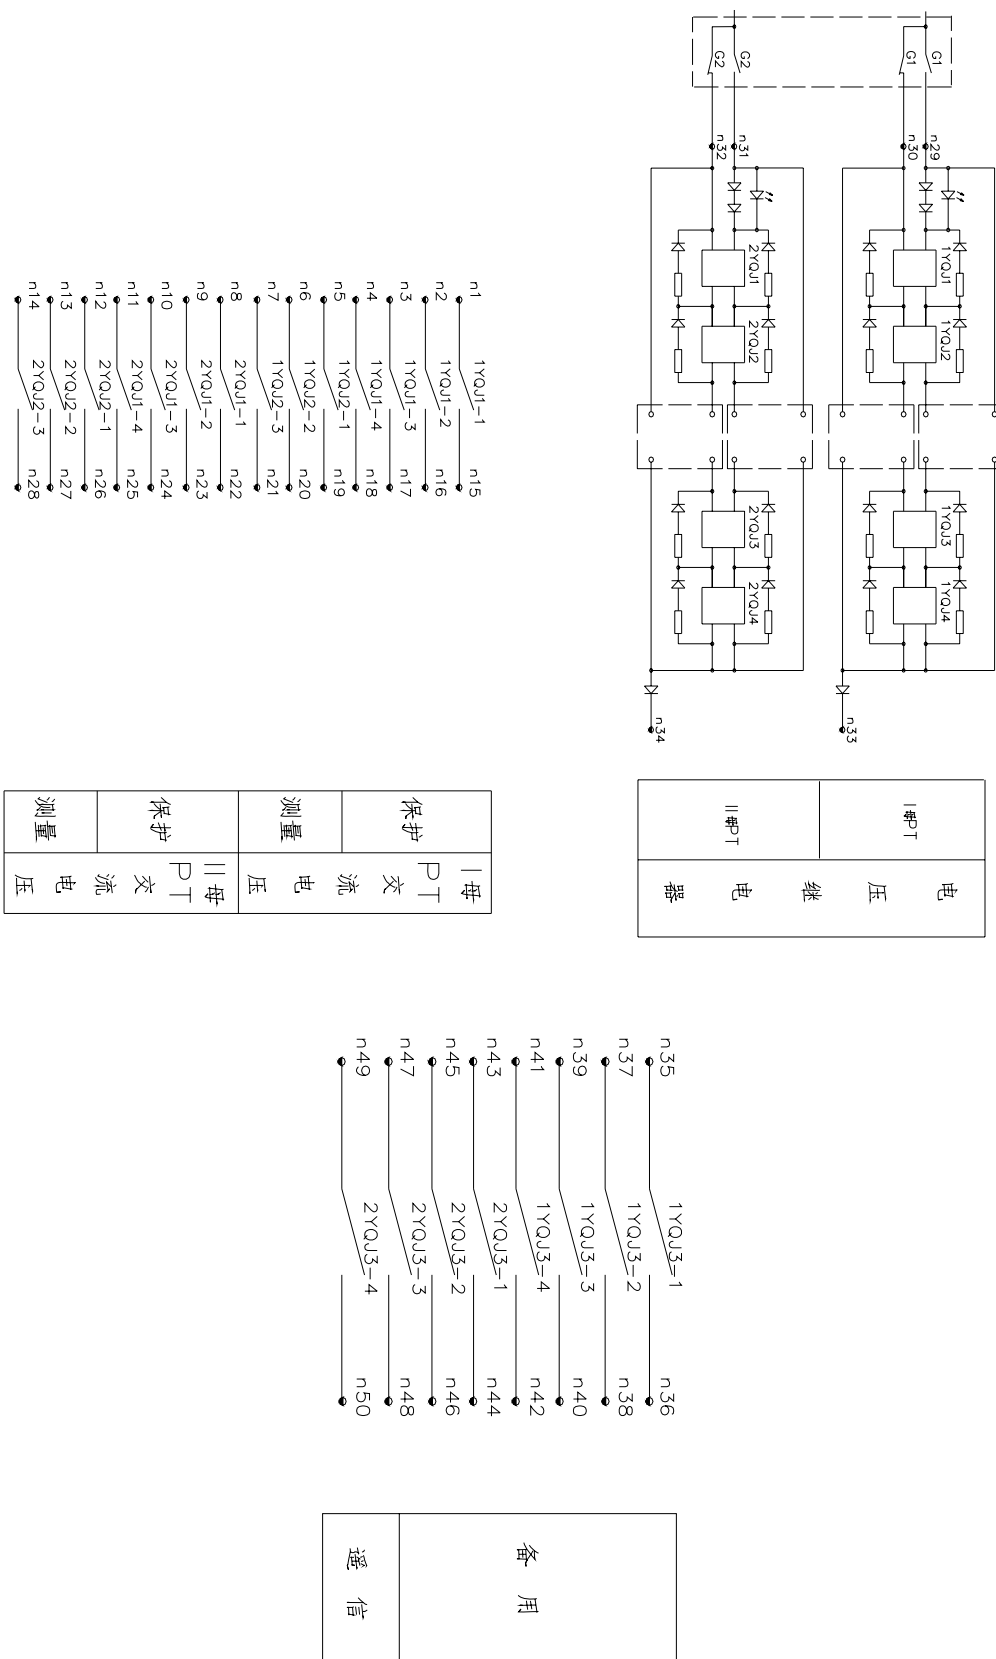 G1
G1
n29
n30
1YQJ1
1YQJ2
1YQJ3
1YQJ4
n33
G2
G2
n31
n32
2YQJ1
2YQJ2
2YQJ3
2YQJ4
n34
I母PT
II母PT
电压继电器
n1 1YQJ1-1 n15
n2 1YQJ1-2 n16
n3 1YQJ1-3 n17
n4 1YQJ1-4 n18
n5 1YQJ2-1 n19
n6 1YQJ2-2 n20
n7 1YQJ2-3 n21
n8 2YQJ1-1 n22
n9 2YQJ1-2 n23
n10 2YQJ1-3 n24
n11 2YQJ1-4 n25
n12 2YQJ2-1 n26
n13 2YQJ2-2 n27
n14 2YQJ2-3 n28
保护
测量
I母
PT
交流电压
保护
测量
II母
PT
交流电压
n35 1YQJ3-1 n36
n37 1YQJ3-2 n38
n39 1YQJ3-3 n40
n41 1YQJ3-4 n42
n43 2YQJ3-1 n44
n45 2YQJ3-2 n46
n47 2YQJ3-3 n48
n49 2YQJ3-4 n50
备用
遥信